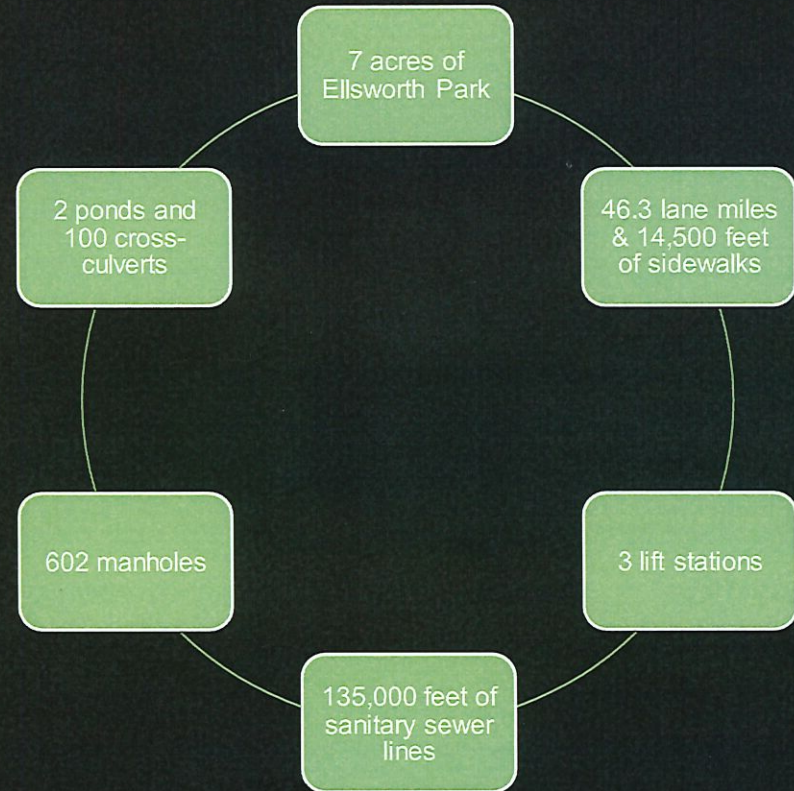 7 acres of
Ellsworth Park
46.3 lane miles
& 14,500 feet
of sidewalks
3 lift stations
135,000 feet of
sanitary sewer
lines
602 manholes
2 ponds and
100 cross-
culverts